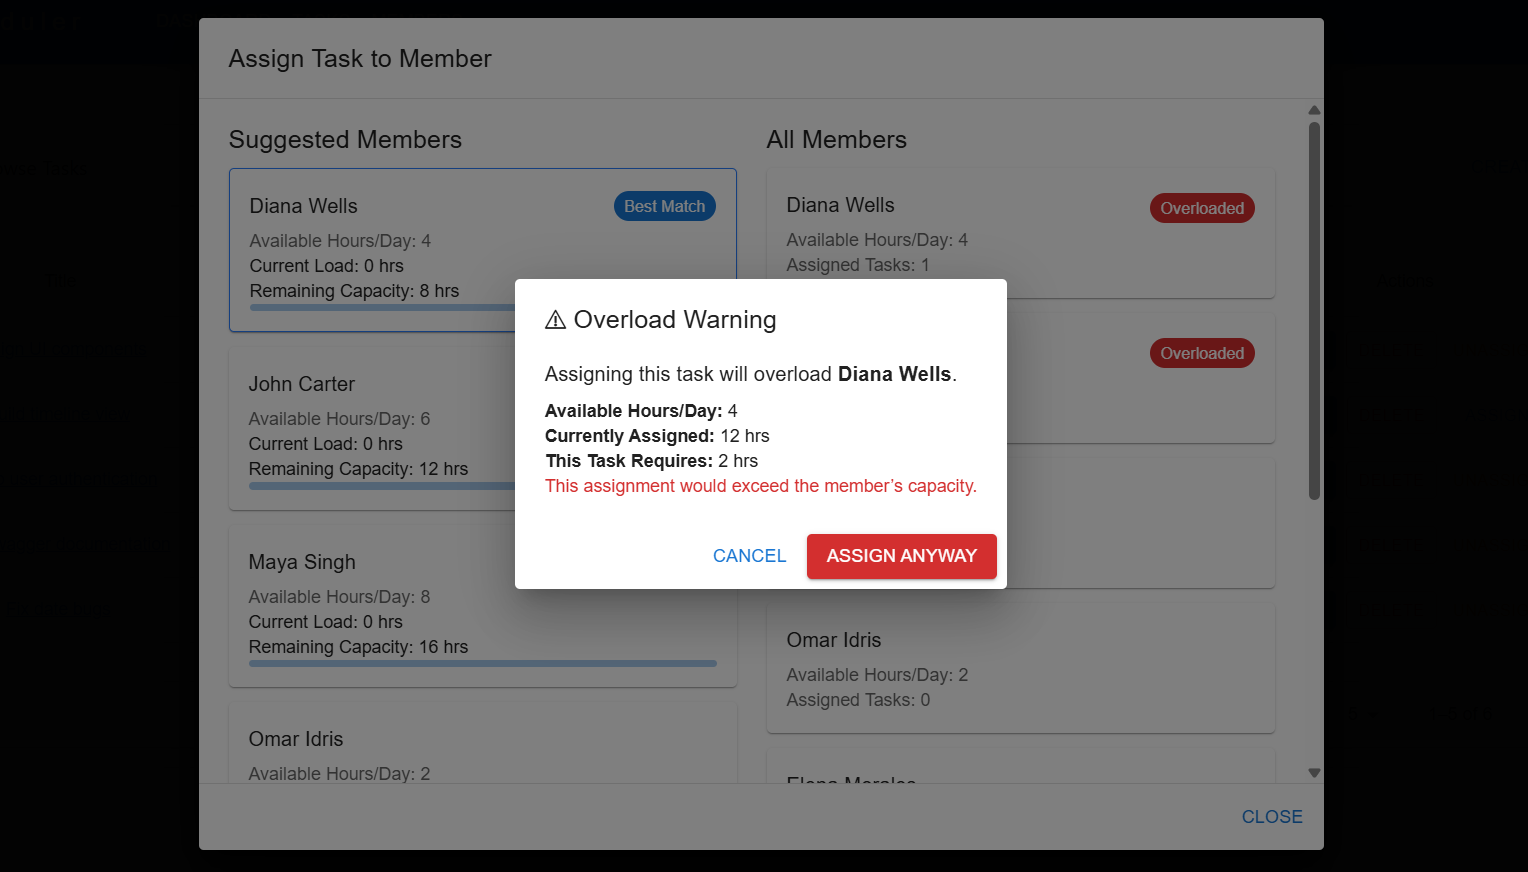 Assign Task to Member
Suggested Members
Diana Wells
Best Match
Available Hours/Day: 4
Current Load: 0 hrs
Remaining Capacity: 8 hrs
John Carter
Available Hours/Day: 6
Current Load: 0 hrs
Remaining Capacity: 12 hrs
Maya Singh
Available Hours/Day: 8
Current Load: 0 hrs
Remaining Capacity: 16 hrs
Omar Idris
Available Hours/Day: 2
All Members
Diana Wells
Overloaded
Available Hours/Day: 4
Assigned Tasks: 1
Overloaded
Omar Idris
Available Hours/Day: 2
Assigned Tasks: 0
Elena Morales
⚠ Overload Warning
Assigning this task will overload Diana Wells.
Available Hours/Day: 4
Currently Assigned: 12 hrs
This Task Requires: 2 hrs
This assignment would exceed the member’s capacity.
CANCEL
ASSIGN ANYWAY
CLOSE